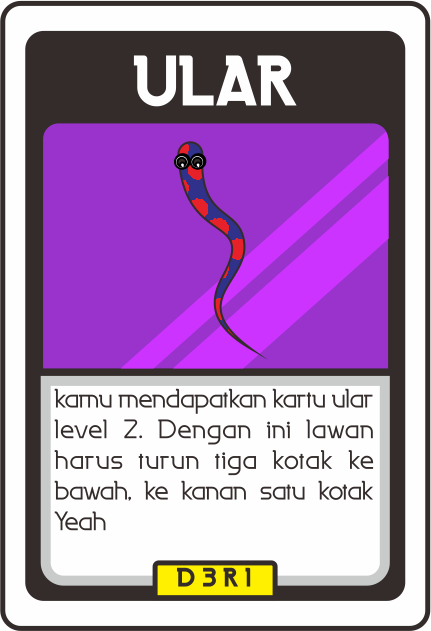 ULAR
kamu mendapatkan kartu ular
level 2. Dengan ini lawan
harus turun tiga kotak ke
bawah, ke kanan satu kotak
Yeah
D3R1